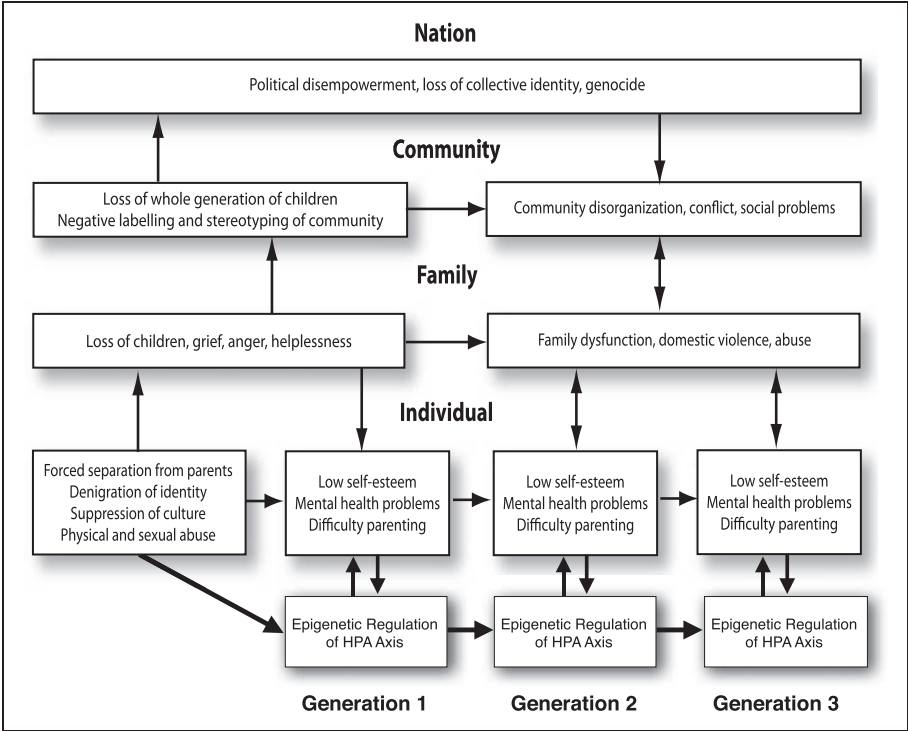 Nation
Political disempowerment, loss of collective identity, genocide
Community
Loss of whole generation of children
Negative labelling and stereotyping of community
Community disorganization, conflict, social problems
Family
Loss of children, grief, anger, helplessness
Family dysfunction, domestic violence, abuse
Individual
Forced separation from parents
Denigration of identity
Suppression of culture
Physical and sexual abuse
Low self-esteem
Mental health problems
Difficulty parenting
Low self-esteem
Mental health problems
Difficulty parenting
Low self-esteem
Mental health problems
Difficulty parenting
Epigenetic Regulation
of HPA Axis
Epigenetic Regulation
of HPA Axis
Epigenetic Regulation
of HPA Axis
Generation 1
Generation 2
Generation 3